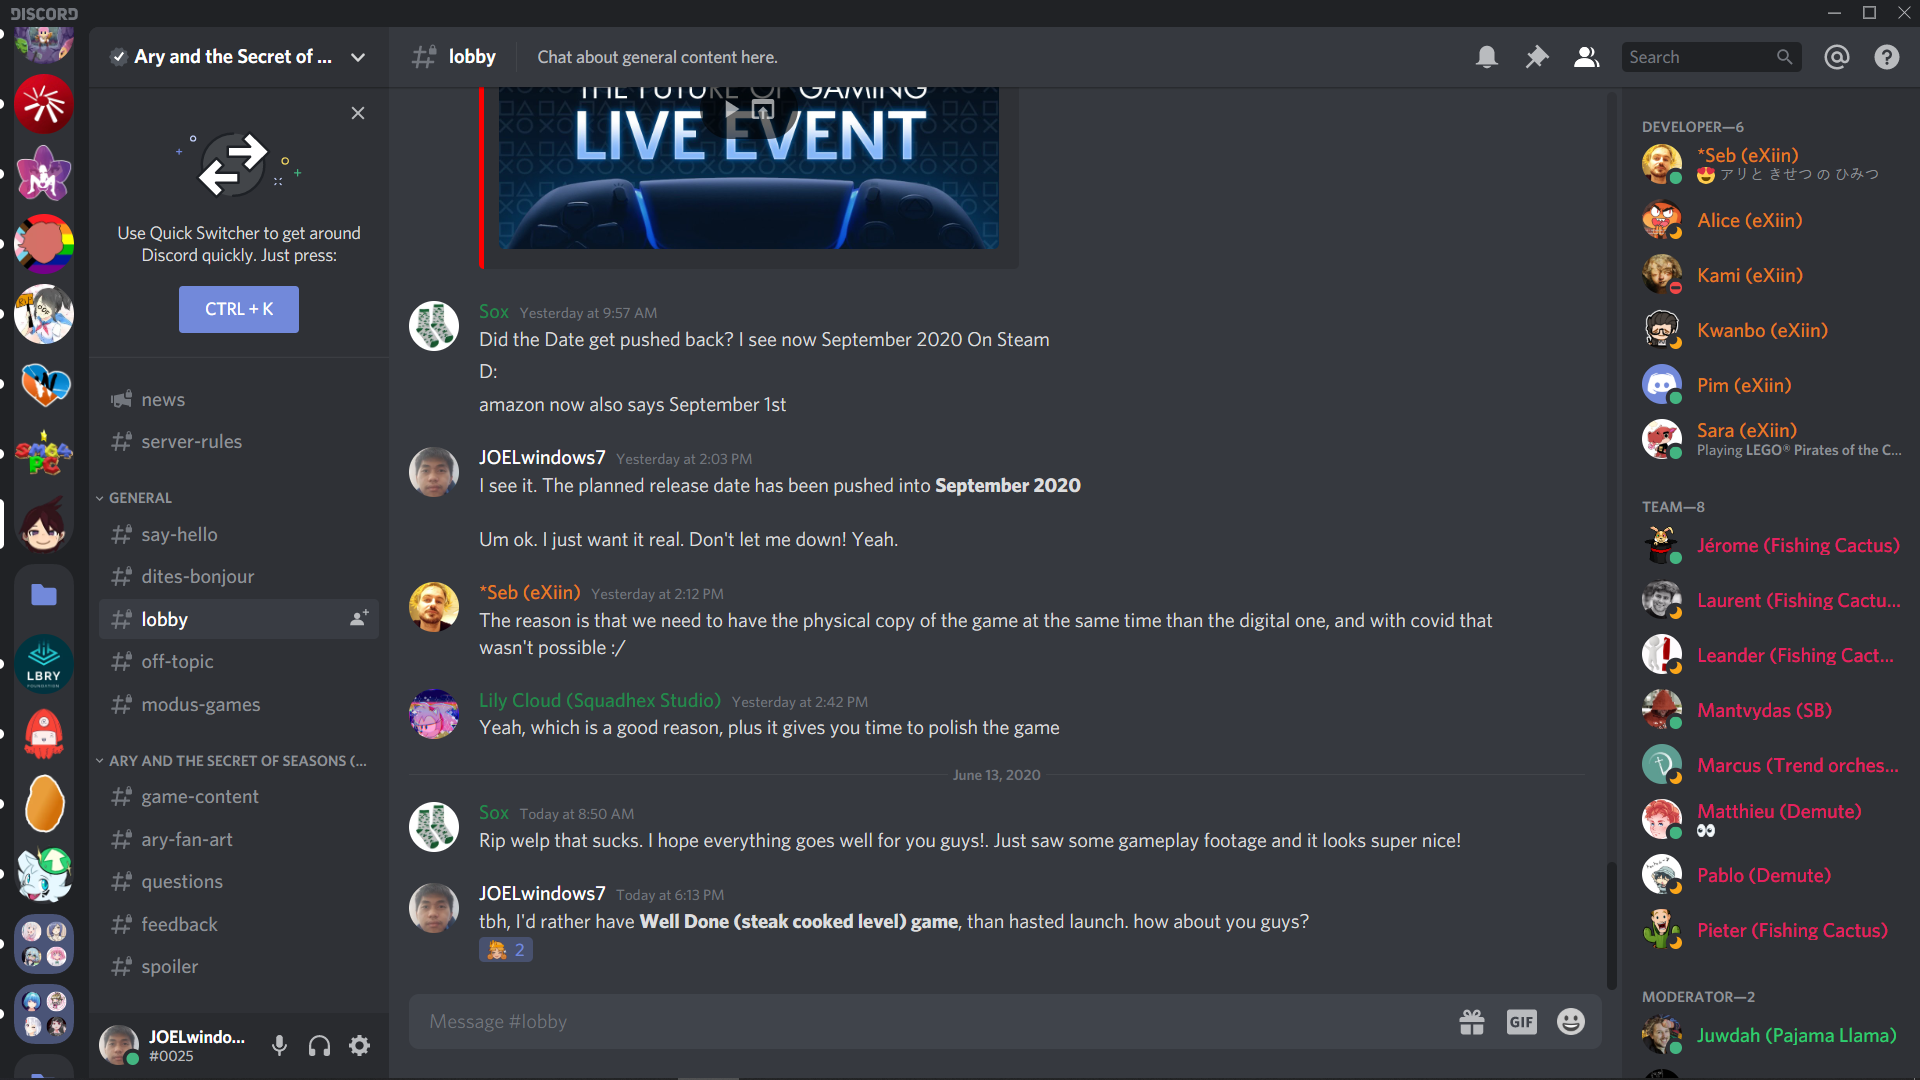 DISCORD
Ary and the Secret of ...
lobby
Chat about general content here.
Search
Use Quick Switcher to get around
Discord quickly. Just press:
CTRL + K
news
server-rules
GENERAL
say-hello
dites-bonjour
lobby
off-topic
modus-games
ARY AND THE SECRET OF SEASONS (...
game-content
ary-fan-art
questions
feedback
spoiler
JOELwindo...
#0025
SM64
PC
LBRY
FOUNDATION
THE FUTURE OF GAMING
LIVE EVENT
Sox Yesterday at 9:57 AM
Did the Date get pushed back? I see now September 2020 On Steam
D:
amazon now also says September 1st
JOELwindows7 Yesterday at 2:03 PM
I see it. The planned release date has been pushed into September 2020
Um ok. I just want it real. Don't let me down! Yeah.
*Seb (eXiin) Yesterday at 2:12 PM
The reason is that we need to have the physical copy of the game at the same time than the digital one, and with covid that
wasn't possible :/
Lily Cloud (Squadhex Studio) Yesterday at 2:42 PM
Yeah, which is a good reason, plus it gives you time to polish the game
June 13, 2020
Sox Today at 8:50 AM
Rip welp that sucks. I hope everything goes well for you guys!. Just saw some gameplay footage and it looks super nice!
JOELwindows7 Today at 6:13 PM
tbh, I'd rather have Well Done (steak cooked level) game, than hasted launch. how about you guys?
2
Message #lobby
GIF
DEVELOPER—6
*Seb (eXiin)
アリと きせつ の ひみつ
Alice (eXiin)
Kami (eXiin)
Kwanbo (eXiin)
Pim (eXiin)
Sara (eXiin)
Playing LEGO® Pirates of the C...
TEAM—8
Jérome (Fishing Cactus)
Laurent (Fishing Cactu...
Leander (Fishing Cact...
Mantvydas (SB)
Marcus (Trend orches...
Matthieu (Demute)
Pablo (Demute)
Pieter (Fishing Cactus)
MODERATOR—2
Juwdah (Pajama Llama)